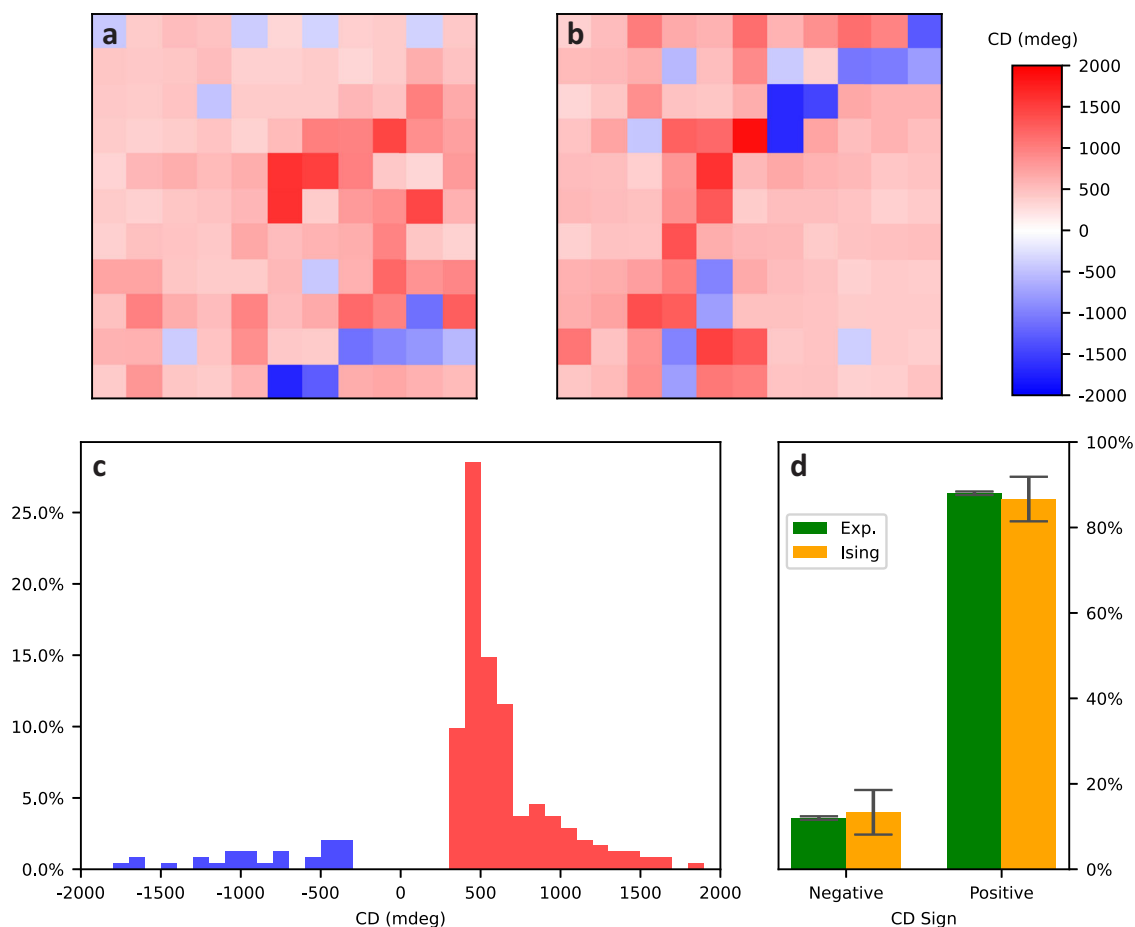 a
b
CD (mdeg)
2000
1500
1000
500
0
-500
-1000
-1500
-2000
c
25.0%
20.0%
15.0%
10.0%
5.0%
0.0%
-2000 -1500 -1000 -500 0 500 1000 1500 2000
CD (mdeg)
d
Exp.
Ising
100%
80%
60%
40%
20%
0%
Negative Positive
CD Sign